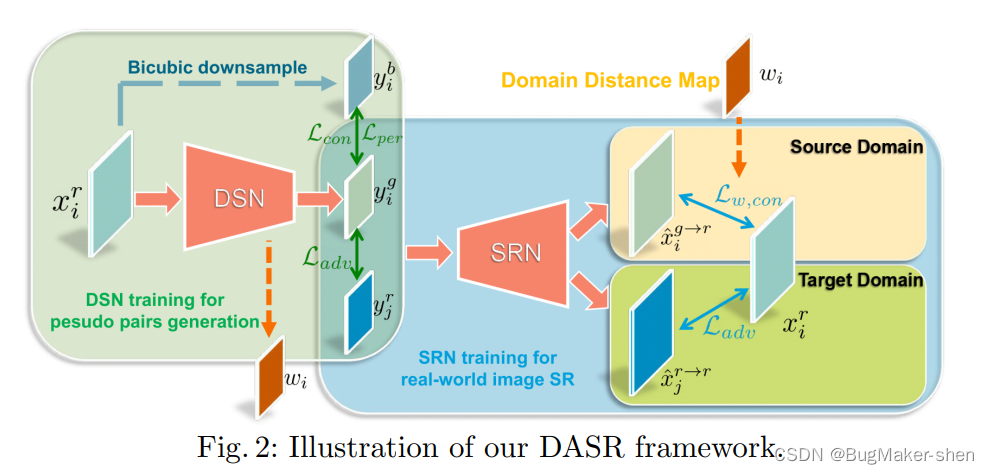 Bicubic downsample
$y_i^b$
Domain Distance Map
$w_i$
$\mathcal{L}_{con}$ $\mathcal{L}_{per}$
Source Domain
$x_i^r$
DSN
$y_i^g$
$\mathcal{L}_{w,con}$
SRN
$\hat{x}_i^{g \to r}$
$\mathcal{L}_{adv}$
Target Domain
DSN training for
pesudo pairs generation
$y_j^r$
$\mathcal{L}_{adv}$
$x_i^r$
SRN training for
real-world image SR
$w_i$
$\hat{x}_j^{r \to r}$
Fig. 2: Illustration of our DASR framework.
CSDN @BugMaker-shen